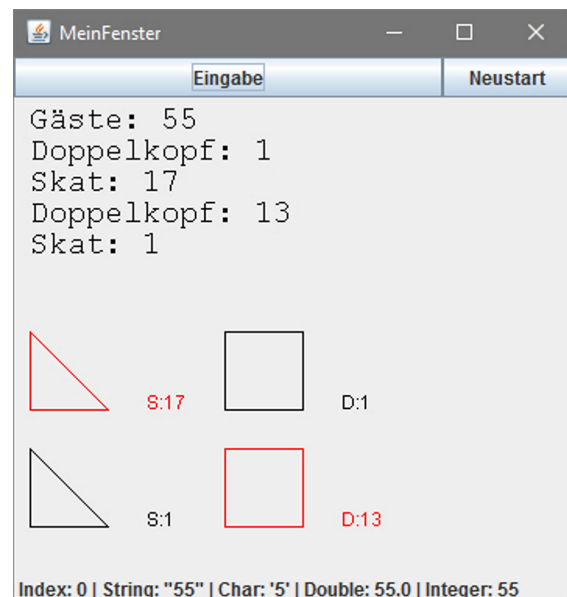 MeinFenster
Eingabe Neustart
Gäste: 55
Doppelkopf: 1
Skat: 17
Doppelkopf: 13
Skat: 1
S:17 D:1
S:1 D:13
Index: 0 | String: "55" | Char: '5' | Double: 55.0 | Integer: 55